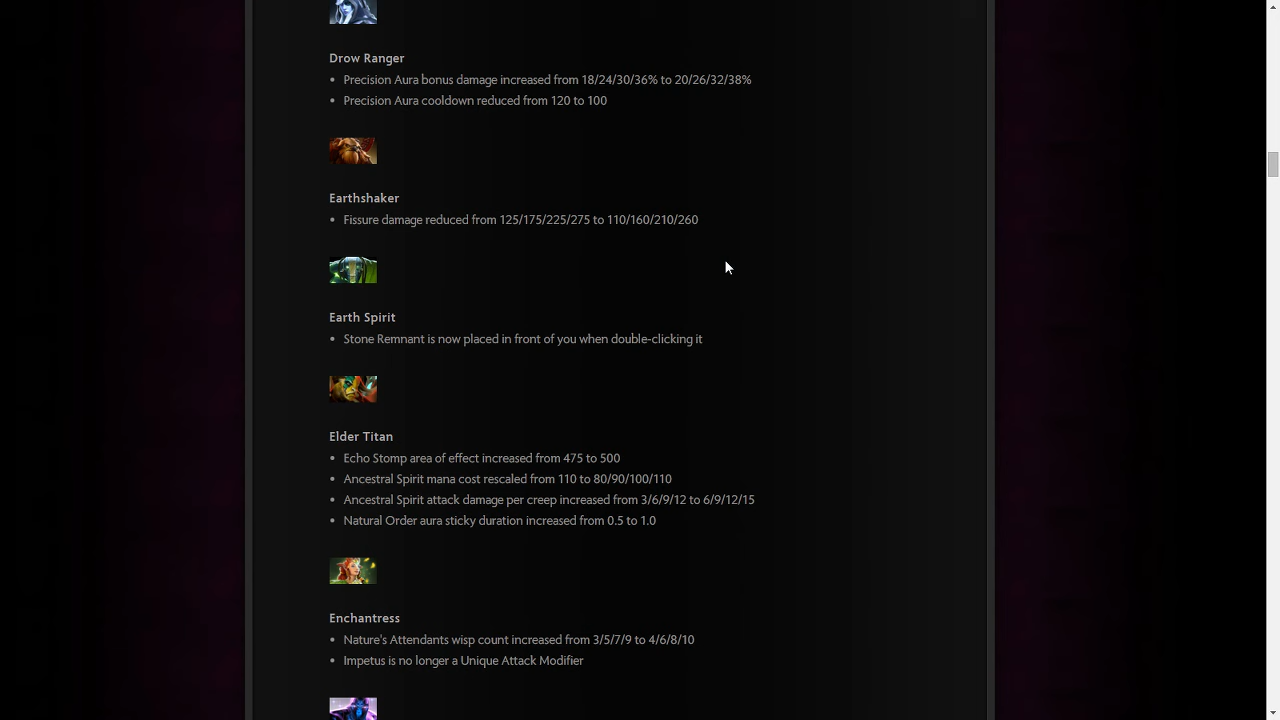 Drow Ranger
• Precision Aura bonus damage increased from 18/24/30/36% to 20/26/32/38%
• Precision Aura cooldown reduced from 120 to 100
Earthshaker
• Fissure damage reduced from 125/175/225/275 to 110/160/210/260
Earth Spirit
• Stone Remnant is now placed in front of you when double-clicking it
Elder Titan
• Echo Stomp area of effect increased from 475 to 500
• Ancestral Spirit mana cost rescaled from 110 to 80/90/100/110
• Ancestral Spirit attack damage per creep increased from 3/6/9/12 to 6/9/12/15
• Natural Order aura sticky duration increased from 0.5 to 1.0
Enchantress
• Nature's Attendants wisp count increased from 3/5/7/9 to 4/6/8/10
• Impetus is no longer a Unique Attack Modifier